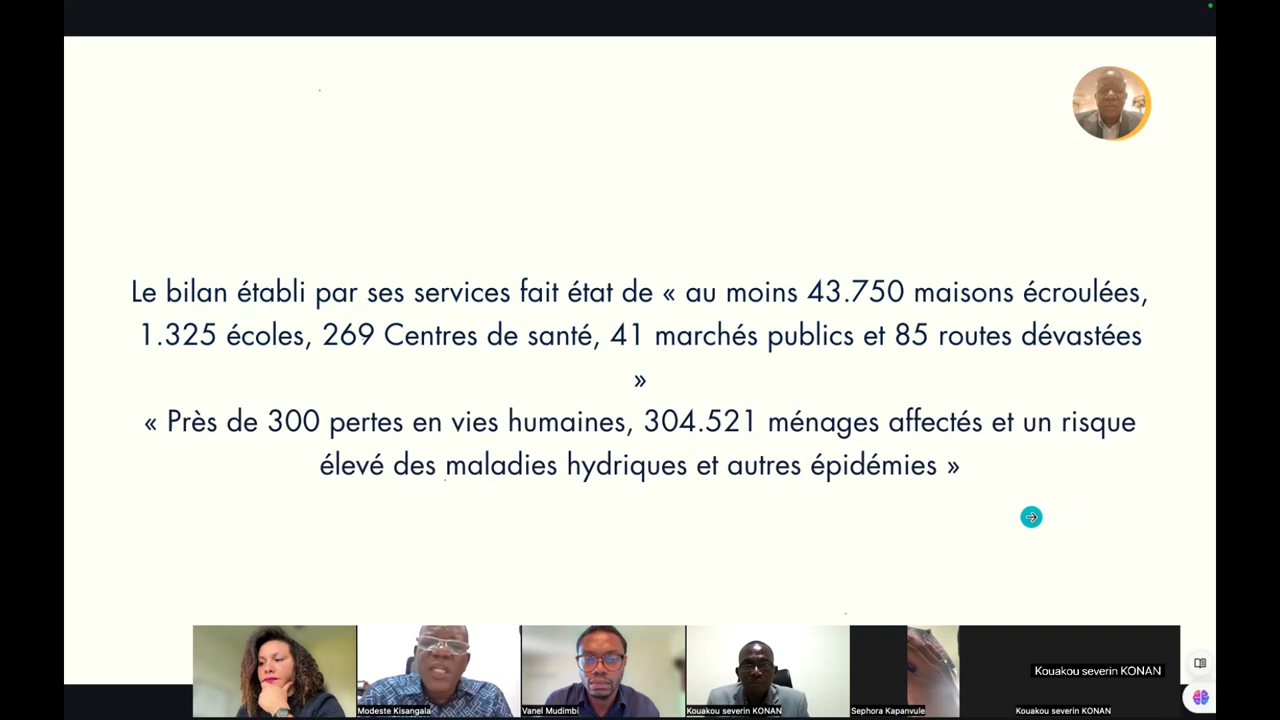 Le bilan établi par ses services fait état de « au moins 43.750 maisons écroulées,
1.325 écoles, 269 Centres de santé, 41 marchés publics et 85 routes dévastées
»
« Près de 300 pertes en vies humaines, 304.521 ménages affectés et un risque
élevé des maladies hydriques et autres épidémies »
Kouakou severin KONAN
Modeste Kisangala
Vanel Mudimbi
Kouakou severin KONAN
Sephora Kapanvule
Kouakou severin KONAN